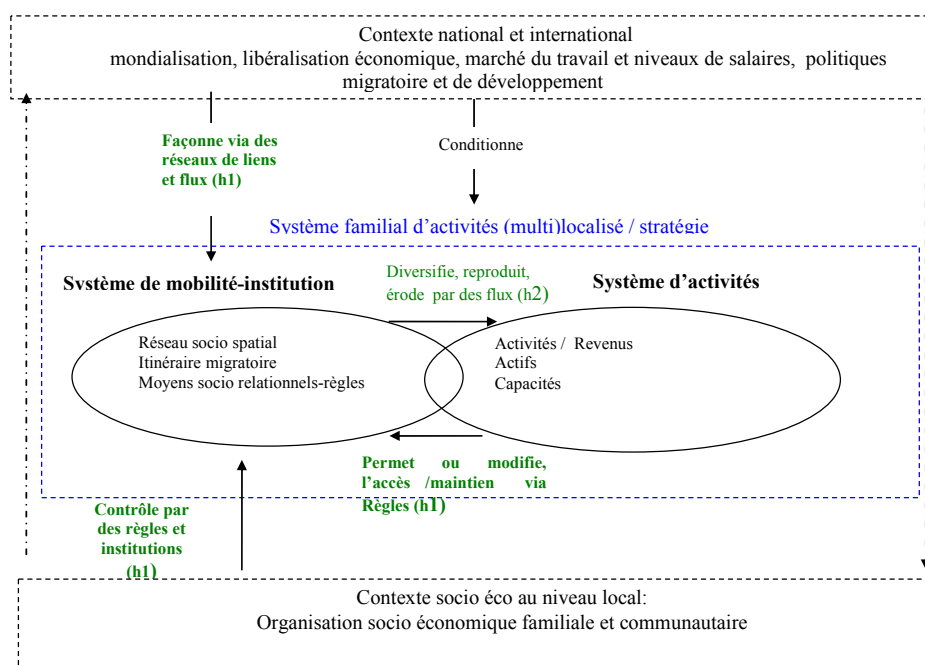 Contexte national et international
mondialisation, libéralisation économique, marché du travail et niveaux de salaires, politiques
migratoire et de développement
Façonne via des
réseaux de liens
et flux (h1)
Conditionne
Système familial d'activités (multi)localisé / stratégie
Système de mobilité-institution
Diversifie, reproduit,
érode par des flux (h2)
Système d'activités
Réseau socio spatial
Itinéraire migratoire
Moyens socio relationnels-règles
Activités / Revenus
Actifs
Capacités
Permet ou modifie,
l'accès /maintien via
Règles (h1)
Contrôle par
des règles et
institutions
(h1)
Contexte socio éco au niveau local:
Organisation socio économique familiale et communautaire